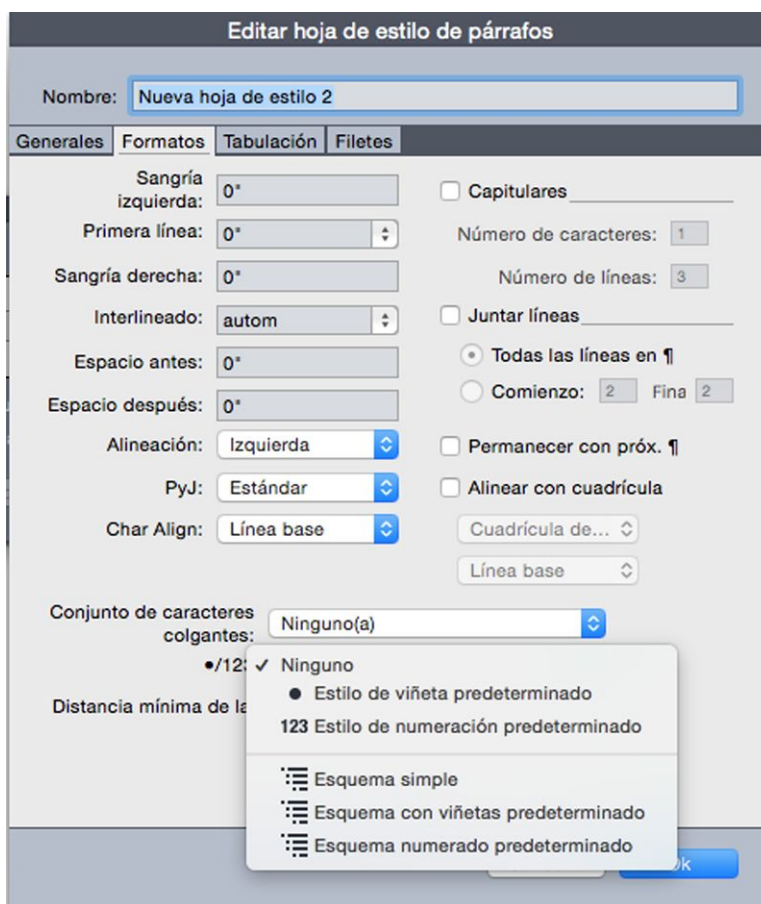 Editar hoja de estilo de párrafos
Nombre: Nueva hoja de estilo 2
Generales Formatos Tabulación Filetes
Sangría izquierda: 0"
Primera línea: 0"
Sangría derecha: 0"
Interlineado: autom
Espacio antes: 0"
Espacio después: 0"
Alineación: Izquierda
PyJ: Estándar
Char Align: Línea base
Capitulares
Número de caracteres: 1
Número de líneas: 3
Juntar líneas
Todas las líneas en ¶
Comienzo: 2 Fina 2
Permanecer con próx. ¶
Alinear con cuadrícula
Cuadrícula de...
Línea base
Conjunto de caracteres colgantes: Ninguno(a)
●/123
✓ Ninguno
● Estilo de viñeta predeterminado
123 Estilo de numeración predeterminado
Esquema simple
Esquema con viñetas predeterminado
Esquema numerado predeterminado
Distancia mínima de la